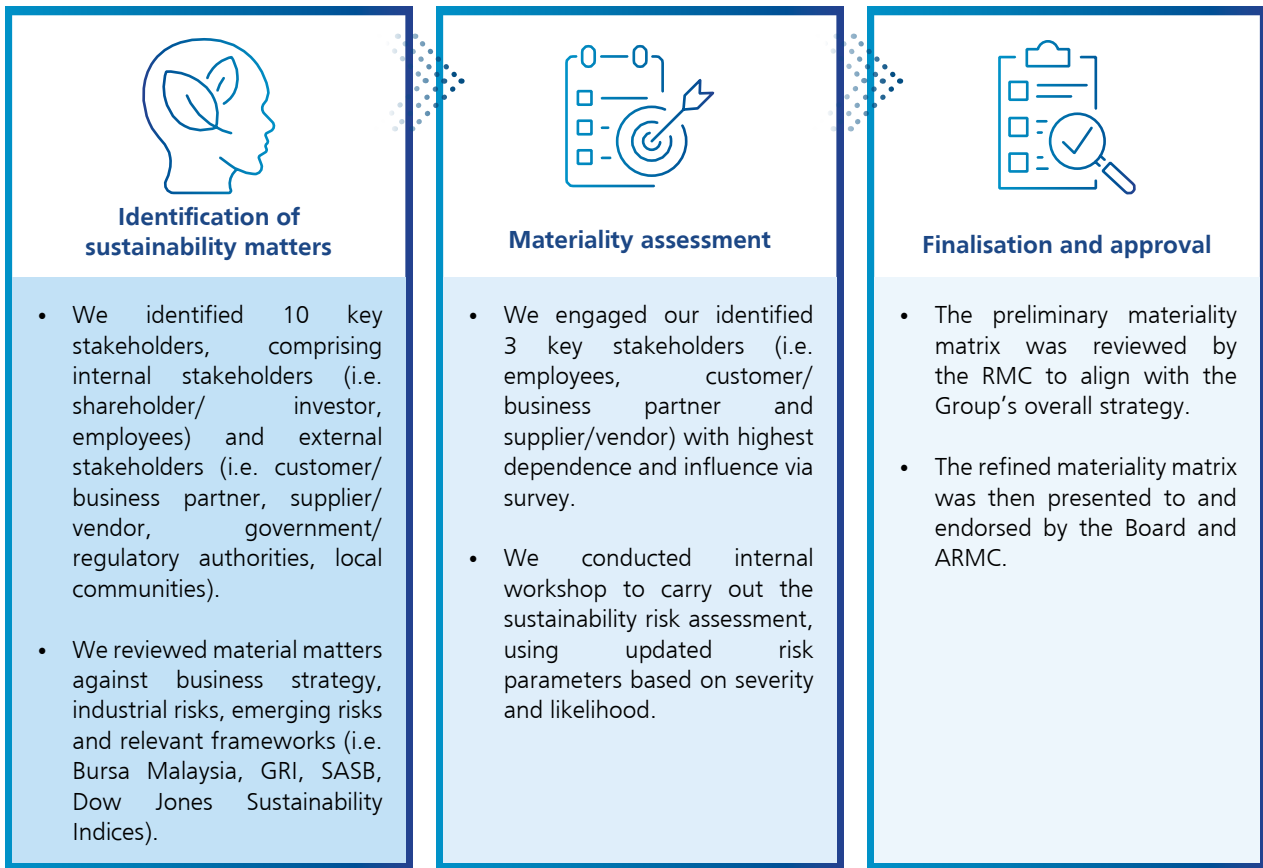 Identification of
sustainability matters
• We identified 10 key
stakeholders, comprising
internal stakeholders (i.e.
shareholder/ investor,
employees) and external
stakeholders (i.e. customer/
business partner, supplier/
vendor, government/
regulatory authorities, local
communities).
• We reviewed material matters
against business strategy,
industrial risks, emerging risks
and relevant frameworks (i.e.
Bursa Malaysia, GRI, SASB,
Dow Jones Sustainability
Indices).
Materiality assessment
• We engaged our identified
3 key stakeholders (i.e.
employees, customer/
business partner and
supplier/vendor) with highest
dependence and influence via
survey.
• We conducted internal
workshop to carry out the
sustainability risk assessment,
using updated risk
parameters based on severity
and likelihood.
Finalisation and approval
• The preliminary materiality
matrix was reviewed by
the RMC to align with the
Group's overall strategy.
• The refined materiality matrix
was then presented to and
endorsed by the Board and
ARMC.